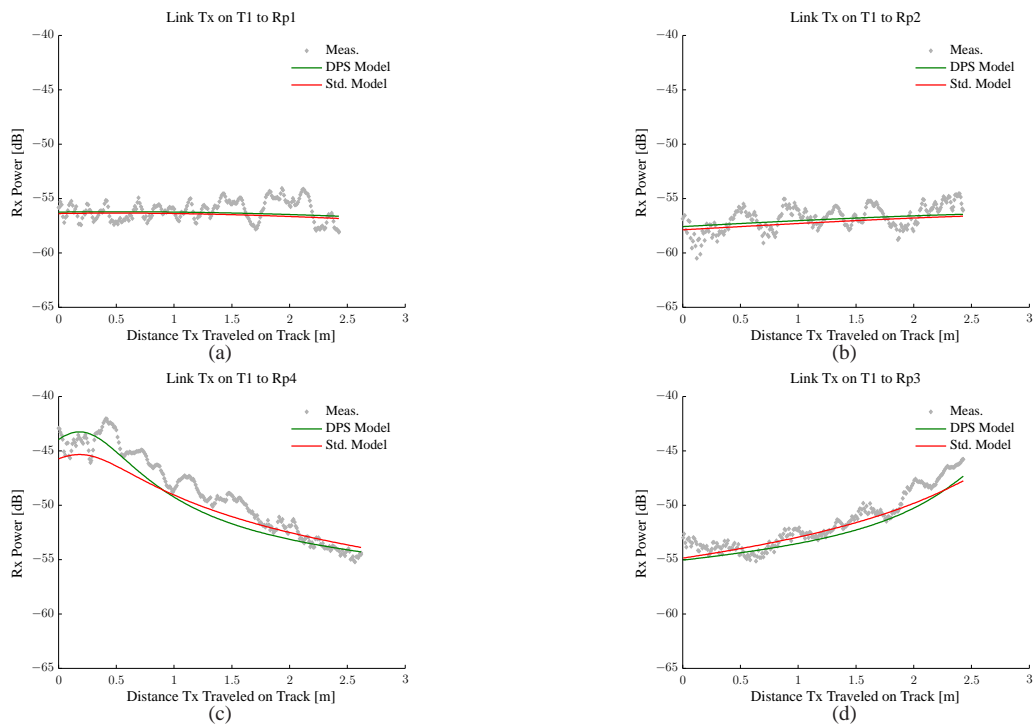 Link Tx on T1 to Rp1
−40
−45
−50
−55
−60
−65
Rx Power [dB]
Meas.
DPS Model
Std. Model
0 0.5 1 1.5 2 2.5 3
Distance Tx Traveled on Track [m]
(a)
Link Tx on T1 to Rp2
−40
−45
−50
−55
−60
−65
Rx Power [dB]
Meas.
DPS Model
Std. Model
0 0.5 1 1.5 2 2.5 3
Distance Tx Traveled on Track [m]
(b)
Link Tx on T1 to Rp4
−40
−45
−50
−55
−60
−65
Rx Power [dB]
Meas.
DPS Model
Std. Model
0 0.5 1 1.5 2 2.5 3
Distance Tx Traveled on Track [m]
(c)
Link Tx on T1 to Rp3
−40
−45
−50
−55
−60
−65
Rx Power [dB]
Meas.
DPS Model
Std. Model
0 0.5 1 1.5 2 2.5 3
Distance Tx Traveled on Track [m]
(d)